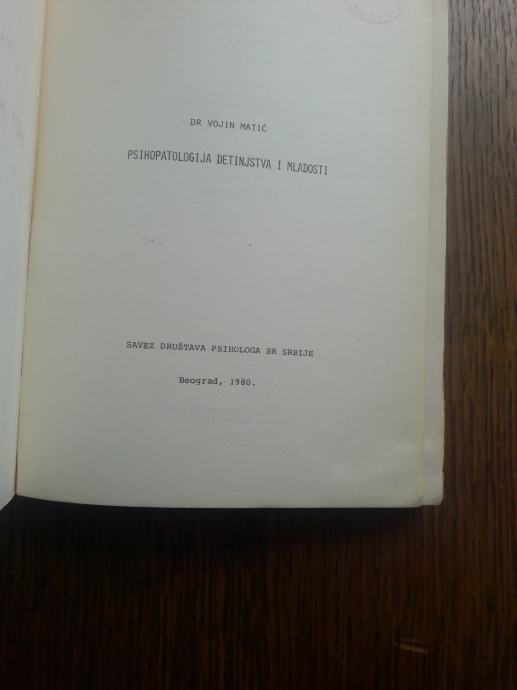 DR VOJIN MATIĆ
PSIHOPATOLOGIJA DETINJSTVA I MLADOSTI
SAVEZ DRUŠTAVA PSIHOLOGA SR SRBIJE
Beograd, 1980.